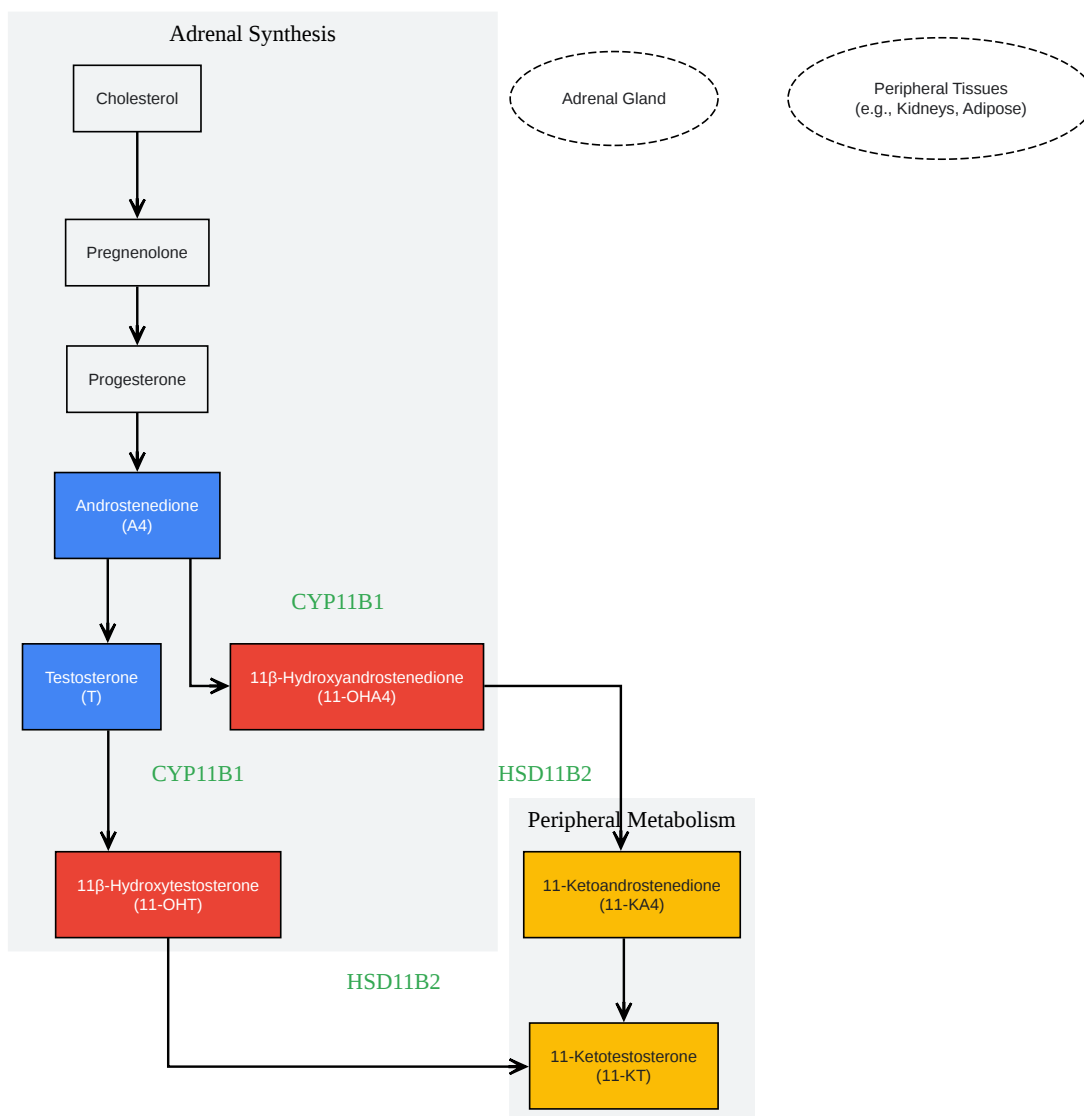 Adrenal Synthesis
Cholesterol
Adrenal Gland
Peripheral Tissues
(e.g., Kidneys, Adipose)
Pregnenolone
Progesterone
Androstenedione
(A4)
CYP11B1
Testosterone
(T)
11β-Hydroxyandrostenedione
(11-OHA4)
CYP11B1
HSD11B2
Peripheral Metabolism
11β-Hydroxytestosterone
(11-OHT)
11-Ketoandrostenedione
(11-KA4)
HSD11B2
11-Ketotestosterone
(11-KT)